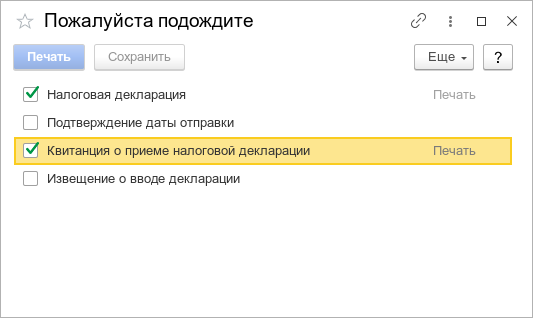 Пожалуйста подождите
Печать Сохранить Еще ?
Налоговая декларация Печать
Подтверждение даты отправки
Квитанция о приеме налоговой декларации Печать
Извещение о вводе декларации